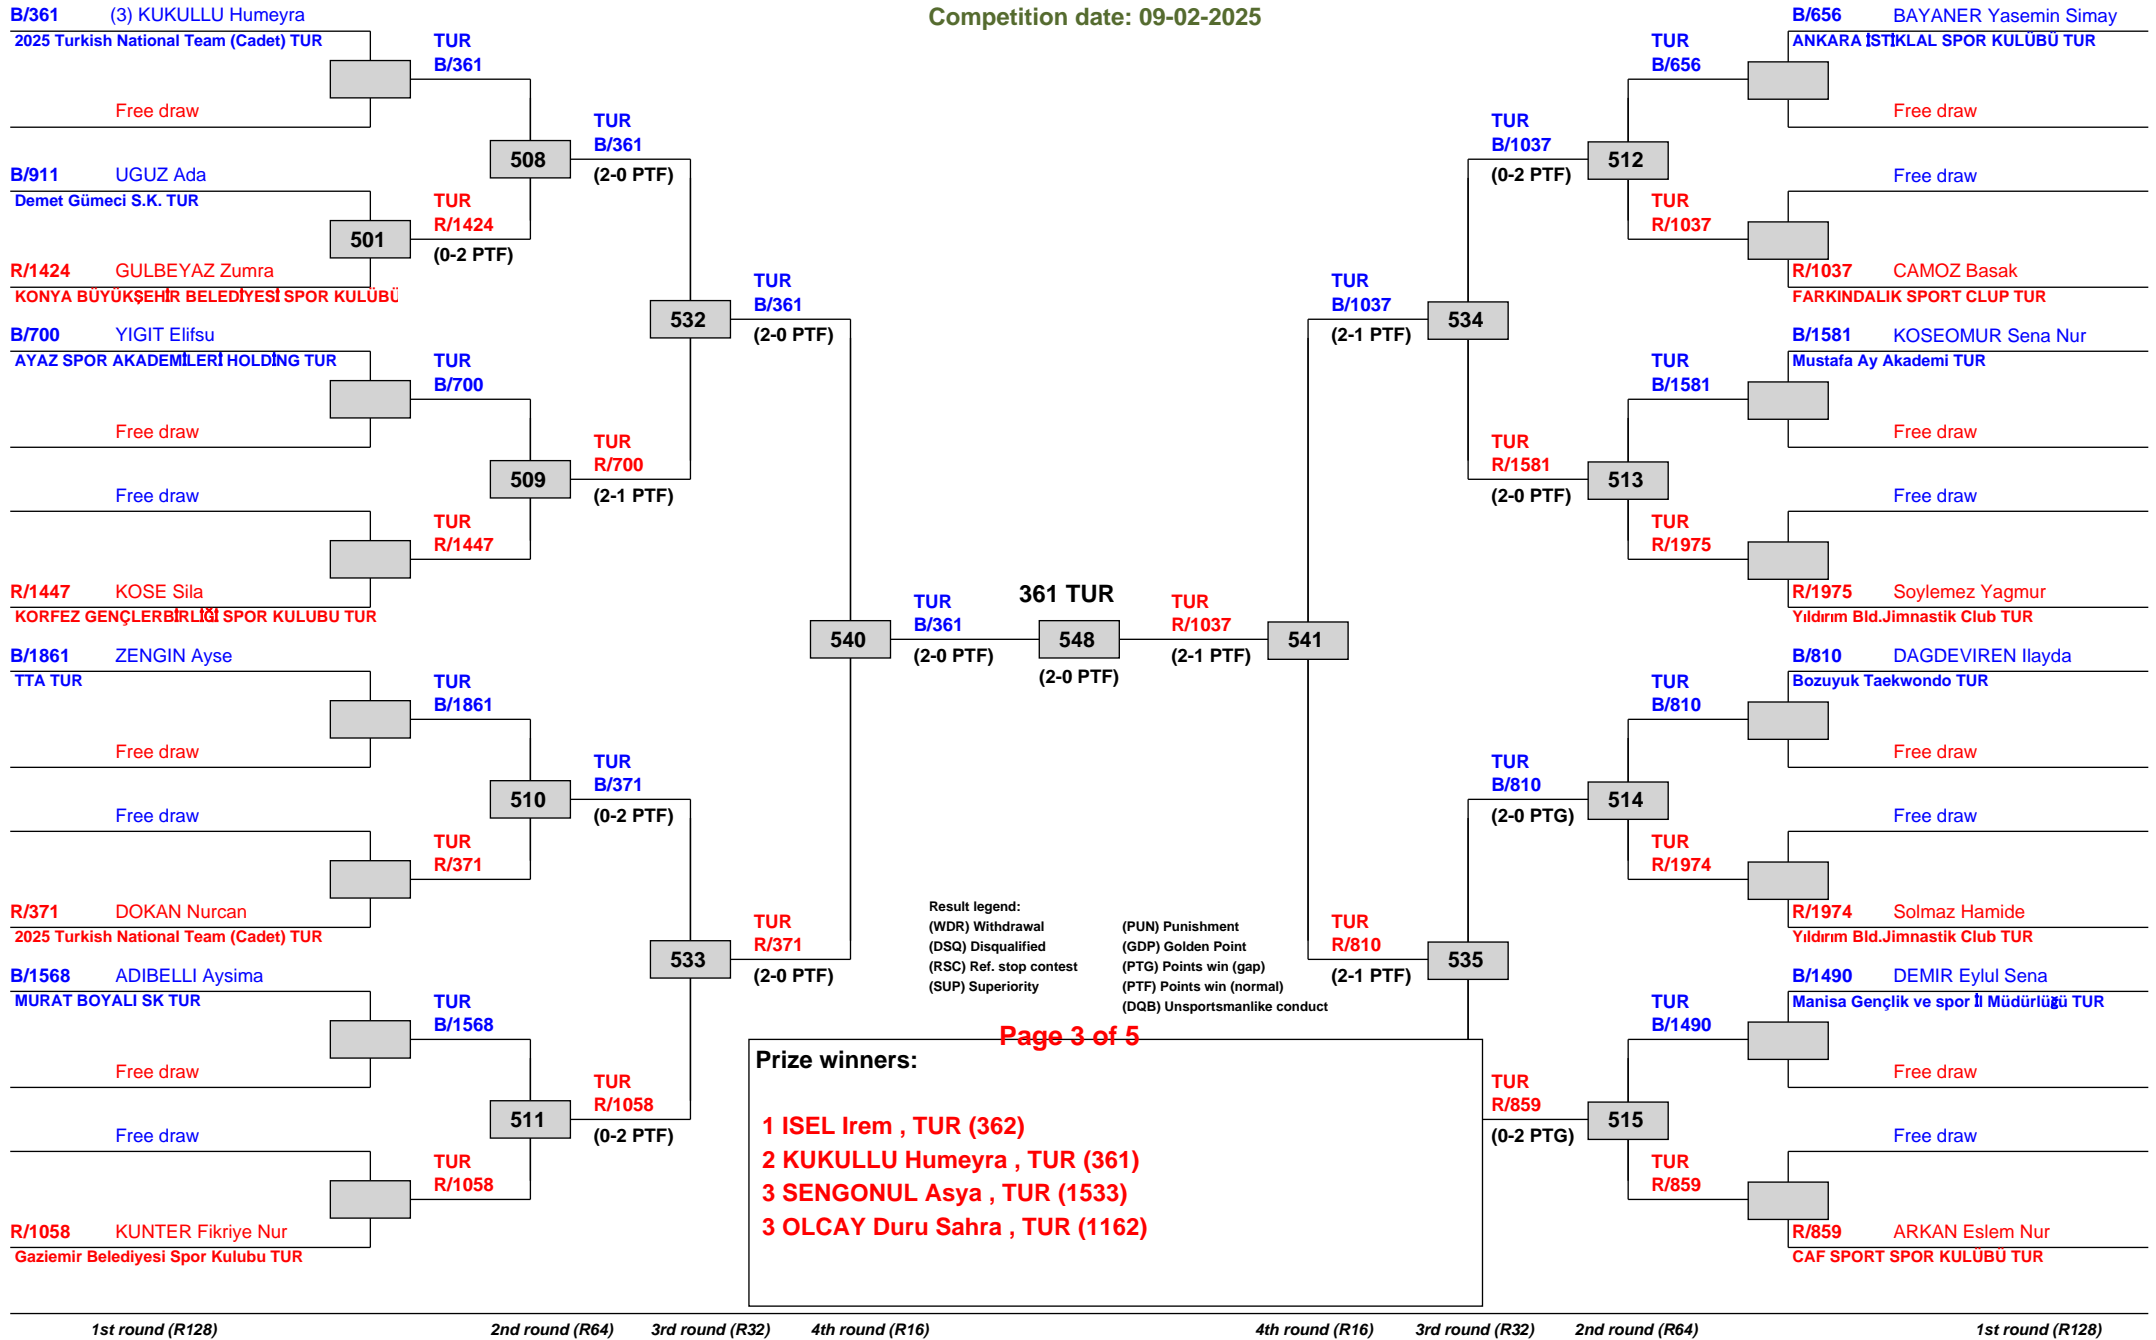 Competition date: 09-02-2025
B/361 (3) KUKULLU Humeyra
2025 Turkish National Team (Cadet) TUR
TUR
B/361
Free draw
TUR
B/361
508
(2-0 PTF)
B/911 UGUZ Ada
Demet Gümeci S.K. TUR
TUR
R/1424
501
(0-2 PTF)
R/1424 GULBEYAZ Zumra
KONYA BÜYÜKŞEHİR BELEDİYESİ SPOR KULÜBÜ
TUR
B/361
532
(2-0 PTF)
B/700 YIGIT Elifsu
AYAZ SPOR AKADEMİLERİ HOLDİNG TUR
TUR
B/700
Free draw
TUR
R/700
509
(2-1 PTF)
Free draw
TUR
R/1447
R/1447 KOSE Sila
KORFEZ GENÇLERBİRLİĞİ SPOR KULUBU TUR
TUR
B/361
540
(2-0 PTF)
361 TUR
548
(2-0 PTF)
TUR
R/1037
541
(2-1 PTF)
B/1861 ZENGIN Ayse
TTA TUR
TUR
B/1861
Free draw
TUR
B/371
510
(0-2 PTF)
Free draw
TUR
R/371
R/371 DOKAN Nurcan
2025 Turkish National Team (Cadet) TUR
TUR
R/371
533
(2-0 PTF)
B/1568 ADIBELLI Aysima
MURAT BOYALI SK TUR
TUR
B/1568
Free draw
TUR
R/1058
511
(0-2 PTF)
Free draw
TUR
R/1058
R/1058 KUNTER Fikriye Nur
Gaziemir Belediyesi Spor Kulubu TUR
B/656 BAYANER Yasemin Simay
ANKARA İSTİKLAL SPOR KULÜBÜ TUR
TUR
B/656
Free draw
TUR
B/1037
512
(0-2 PTF)
Free draw
TUR
R/1037
R/1037 CAMOZ Basak
FARKINDALIK SPORT CLUP TUR
TUR
B/1037
534
(2-1 PTF)
B/1581 KOSEOMUR Sena Nur
Mustafa Ay Akademi TUR
TUR
B/1581
Free draw
TUR
R/1581
513
(2-0 PTF)
Free draw
TUR
R/1975
R/1975 Soylemez Yagmur
Yıldırım Bld.Jimnastik Club TUR
B/810 DAGDEVIREN Ilayda
Bozuyuk Taekwondo TUR
TUR
B/810
Free draw
TUR
B/810
514
(2-0 PTG)
Free draw
TUR
R/1974
R/1974 Solmaz Hamide
Yıldırım Bld.Jimnastik Club TUR
TUR
R/810
535
(2-1 PTF)
B/1490 DEMIR Eylul Sena
Manisa Gençlik ve spor İl Müdürlüğü TUR
TUR
B/1490
Free draw
TUR
R/859
515
(0-2 PTG)
Free draw
TUR
R/859
R/859 ARKAN Eslem Nur
CAF SPORT SPOR KULÜBÜ TUR
Result legend:
(WDR) Withdrawal (PUN) Punishment
(DSQ) Disqualified (GDP) Golden Point
(RSC) Ref. stop contest (PTG) Points win (gap)
(SUP) Superiority (PTF) Points win (normal)
(DQB) Unsportsmanlike conduct
Page 3 of 5
Prize winners:
1 ISEL Irem , TUR (362)
2 KUKULLU Humeyra , TUR (361)
3 SENGONUL Asya , TUR (1533)
3 OLCAY Duru Sahra , TUR (1162)
1st round (R128) 2nd round (R64) 3rd round (R32) 4th round (R16) 4th round (R16) 3rd round (R32) 2nd round (R64) 1st round (R128)